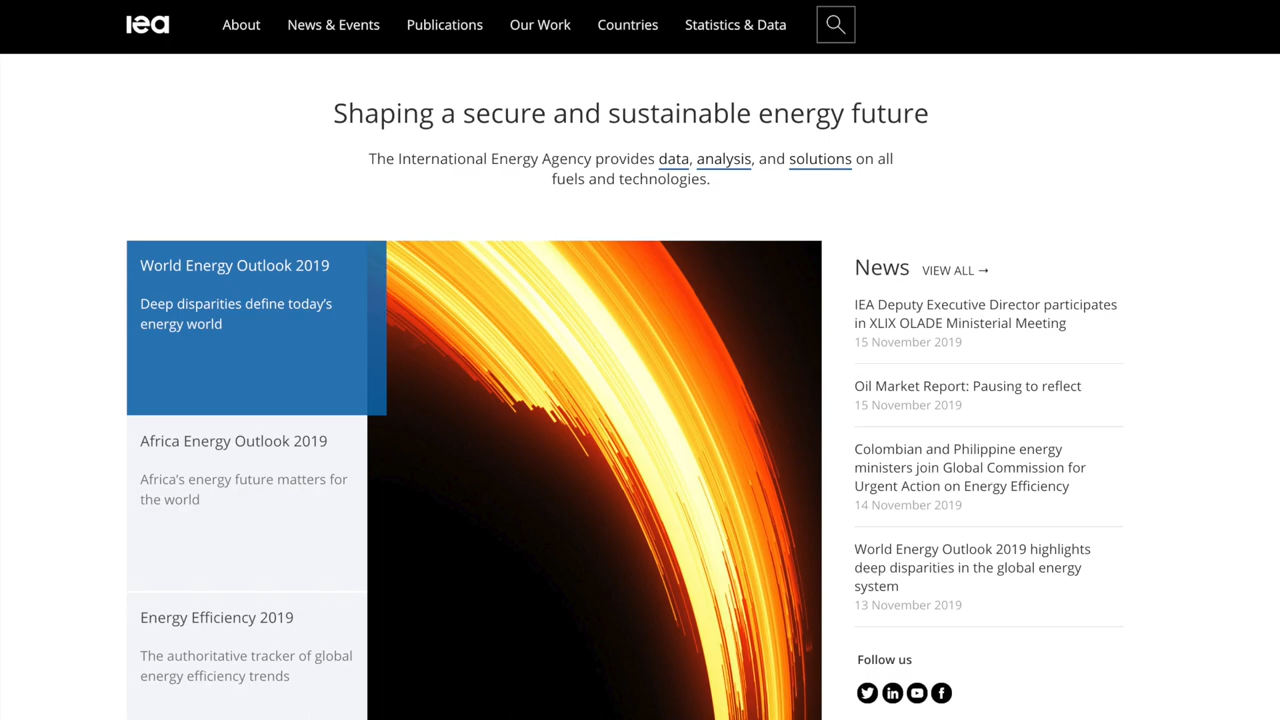 iea
About
News & Events
Publications
Our Work
Countries
Statistics & Data
Shaping a secure and sustainable energy future
The International Energy Agency provides data, analysis, and solutions on all
fuels and technologies.
World Energy Outlook 2019
Deep disparities define today’s
energy world
Africa Energy Outlook 2019
Africa’s energy future matters for
the world
Energy Efficiency 2019
The authoritative tracker of global
energy efficiency trends
News VIEW ALL →
IEA Deputy Executive Director participates
in XLIX OLADE Ministerial Meeting
15 November 2019
Oil Market Report: Pausing to reflect
15 November 2019
Colombian and Philippine energy
ministers join Global Commission for
Urgent Action on Energy Efficiency
14 November 2019
World Energy Outlook 2019 highlights
deep disparities in the global energy
system
13 November 2019
Follow us